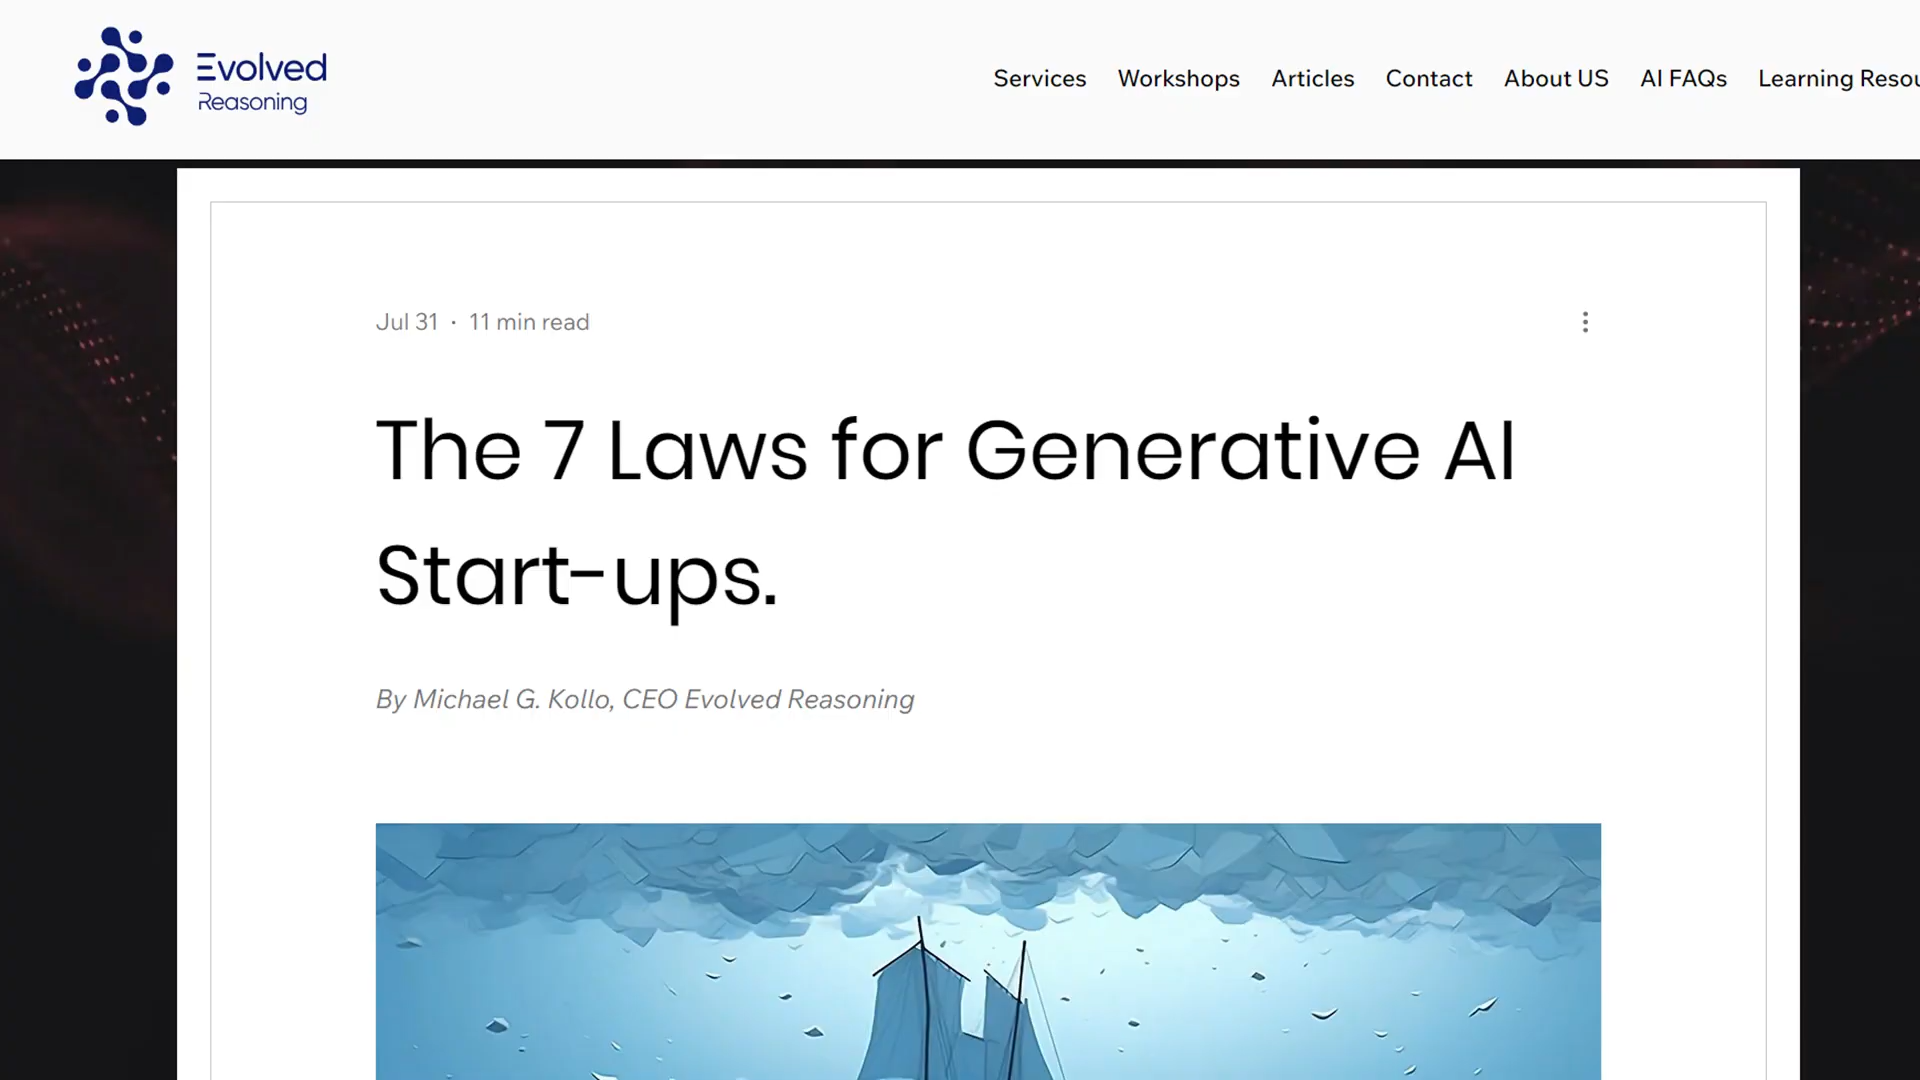 Evolved
Reasoning
Services Workshops Articles Contact About US AI FAQs Learning
Jul 31 · 11 min read
The 7 Laws for Generative AI
Start-ups.
By Michael G. Kollo, CEO Evolved Reasoning